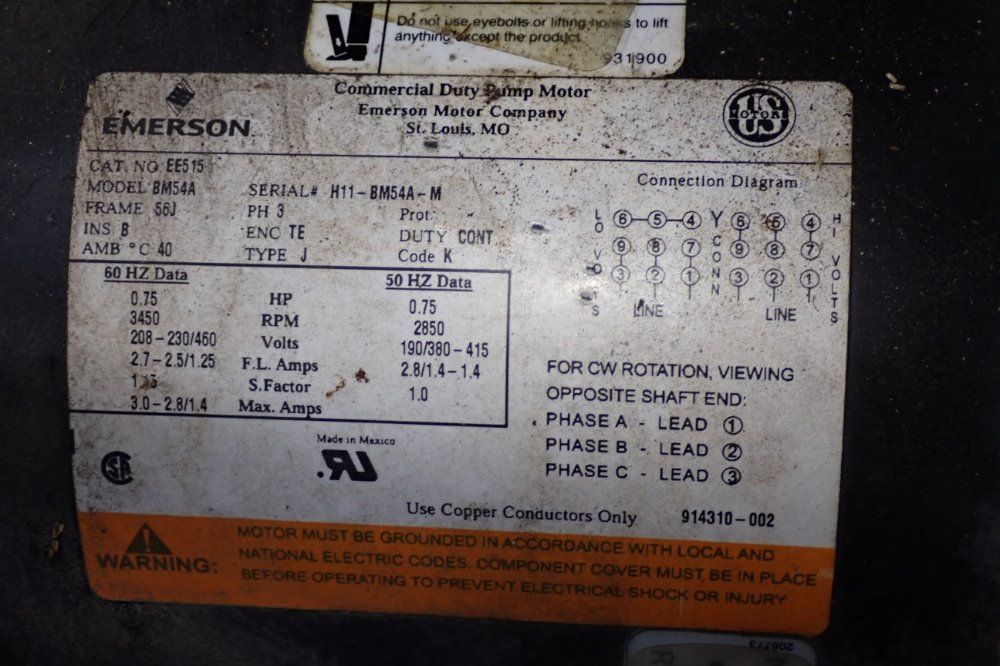 Do not use eyebolts or lifting hooks to lift
anything except the product
931900
EMERSON
Commercial Duty Pump Motor
Emerson Motor Company
St. Louis, MO
US
MOTORS
CAT. NO. EE515
MODEL BM54A
SERIAL# H11-BM54A-M
FRAME 56J
PH 3
Prot.
INS B
ENC TE
DUTY CONT
AMB °C 40
TYPE J
Code K
60 HZ Data
50 HZ Data
0.75 HP 0.75
3450 RPM 2850
208-230/460 Volts 190/380-415
2.7-2.5/1.25 F.L. Amps 2.8/1.4-1.4
S.Factor 1.0
3.0-2.8/1.4 Max. Amps
Connection Diagram
LO VOLTS
6 5 4
9 8 7
3 2 1
LINE
Y CONN
6 5 4
9 8 7
3 2 1
LINE
HI VOLTS
FOR CW ROTATION, VIEWING
OPPOSITE SHAFT END:
PHASE A - LEAD 1
PHASE B - LEAD 2
PHASE C - LEAD 3
Made in Mexico
Use Copper Conductors Only
914310-002
WARNING:
MOTOR MUST BE GROUNDED IN ACCORDANCE WITH LOCAL AND
NATIONAL ELECTRIC CODES. COMPONENT COVER MUST BE IN PLACE
BEFORE OPERATING TO PREVENT ELECTRICAL SHOCK OR INJURY